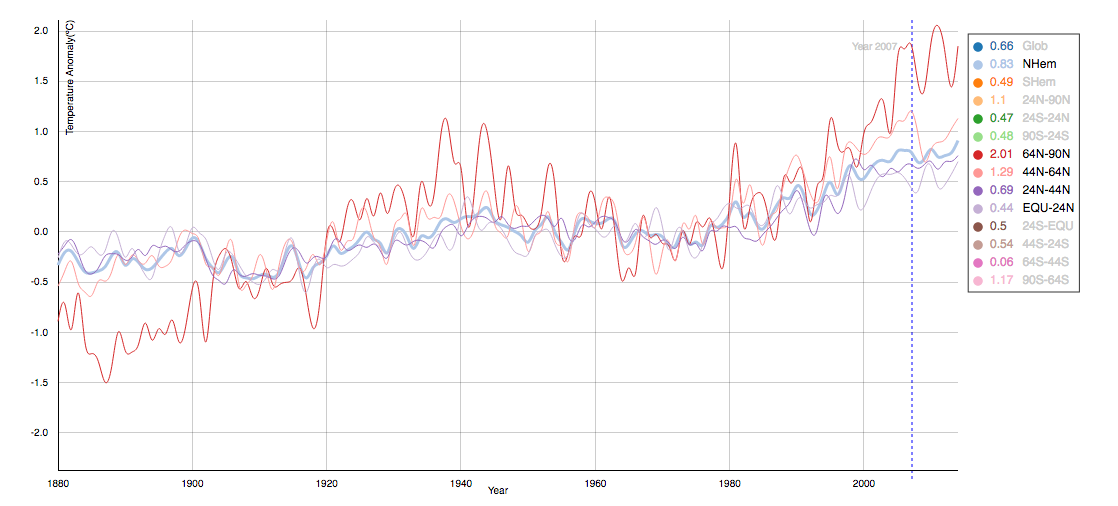 2.0
1.5
1.0
0.5
0.0
-0.5
-1.0
-1.5
-2.0
Temperature Anomaly(°C)
1880
1900
1920
1940
1960
1980
2000
Year
Year 2007
0.66 Glob
0.83 NHem
0.49 SHem
1.1 24N-90N
0.47 24S-24N
0.48 90S-24S
2.01 64N-90N
1.29 44N-64N
0.69 24N-44N
0.44 EQU-24N
0.5 24S-EQU
0.54 44S-24S
0.06 64S-44S
1.17 90S-64S